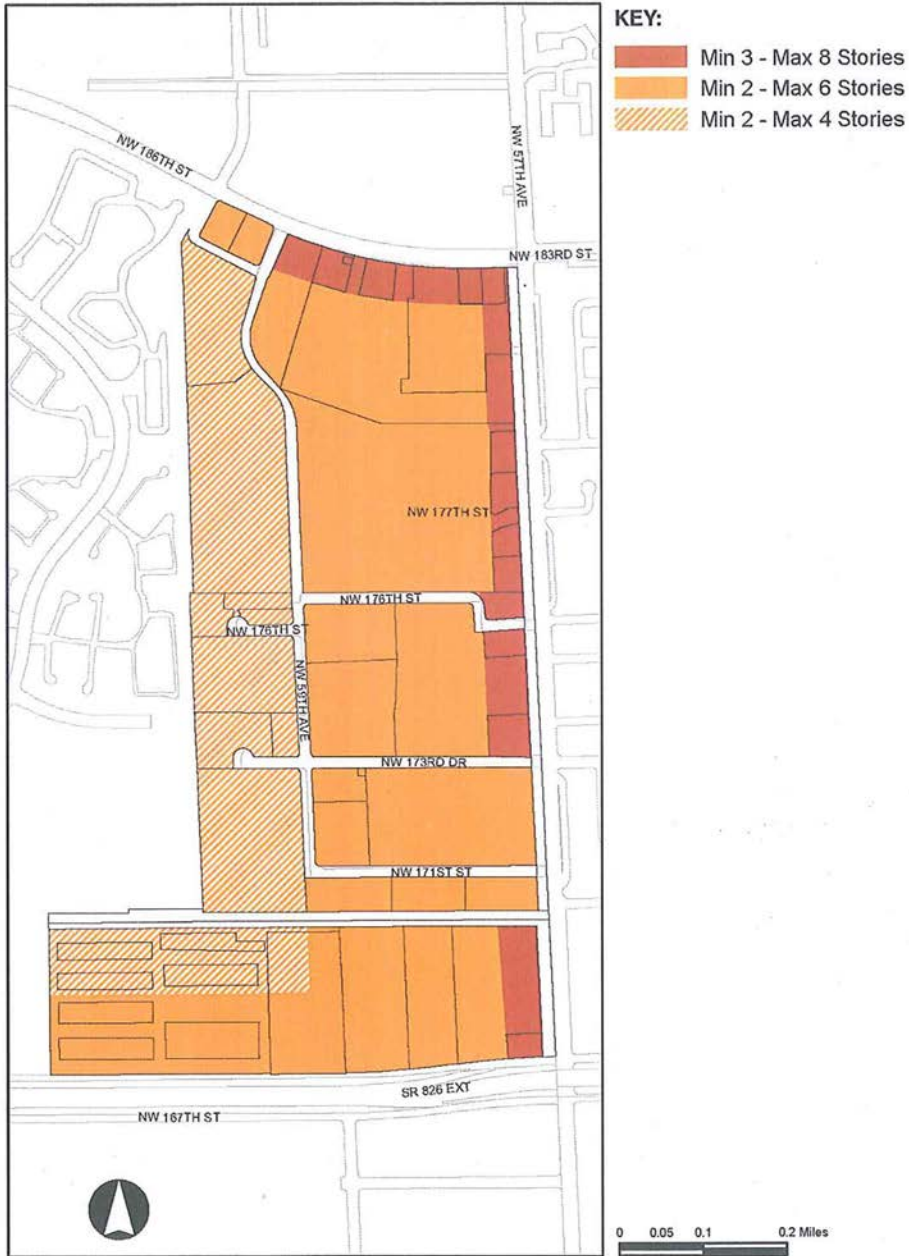 KEY:
Min 3 - Max 8 Stories
Min 2 - Max 6 Stories
Min 2 - Max 4 Stories
NW 186TH ST
NW 57TH AVE
NW 183RD ST
NW 177TH ST
NW 176TH ST
NW 176TH ST
NW 59TH AVE
NW 173RD DR
NW 171ST ST
SR 826 EXT
NW 167TH ST
0 0.05 0.1 0.2 Miles